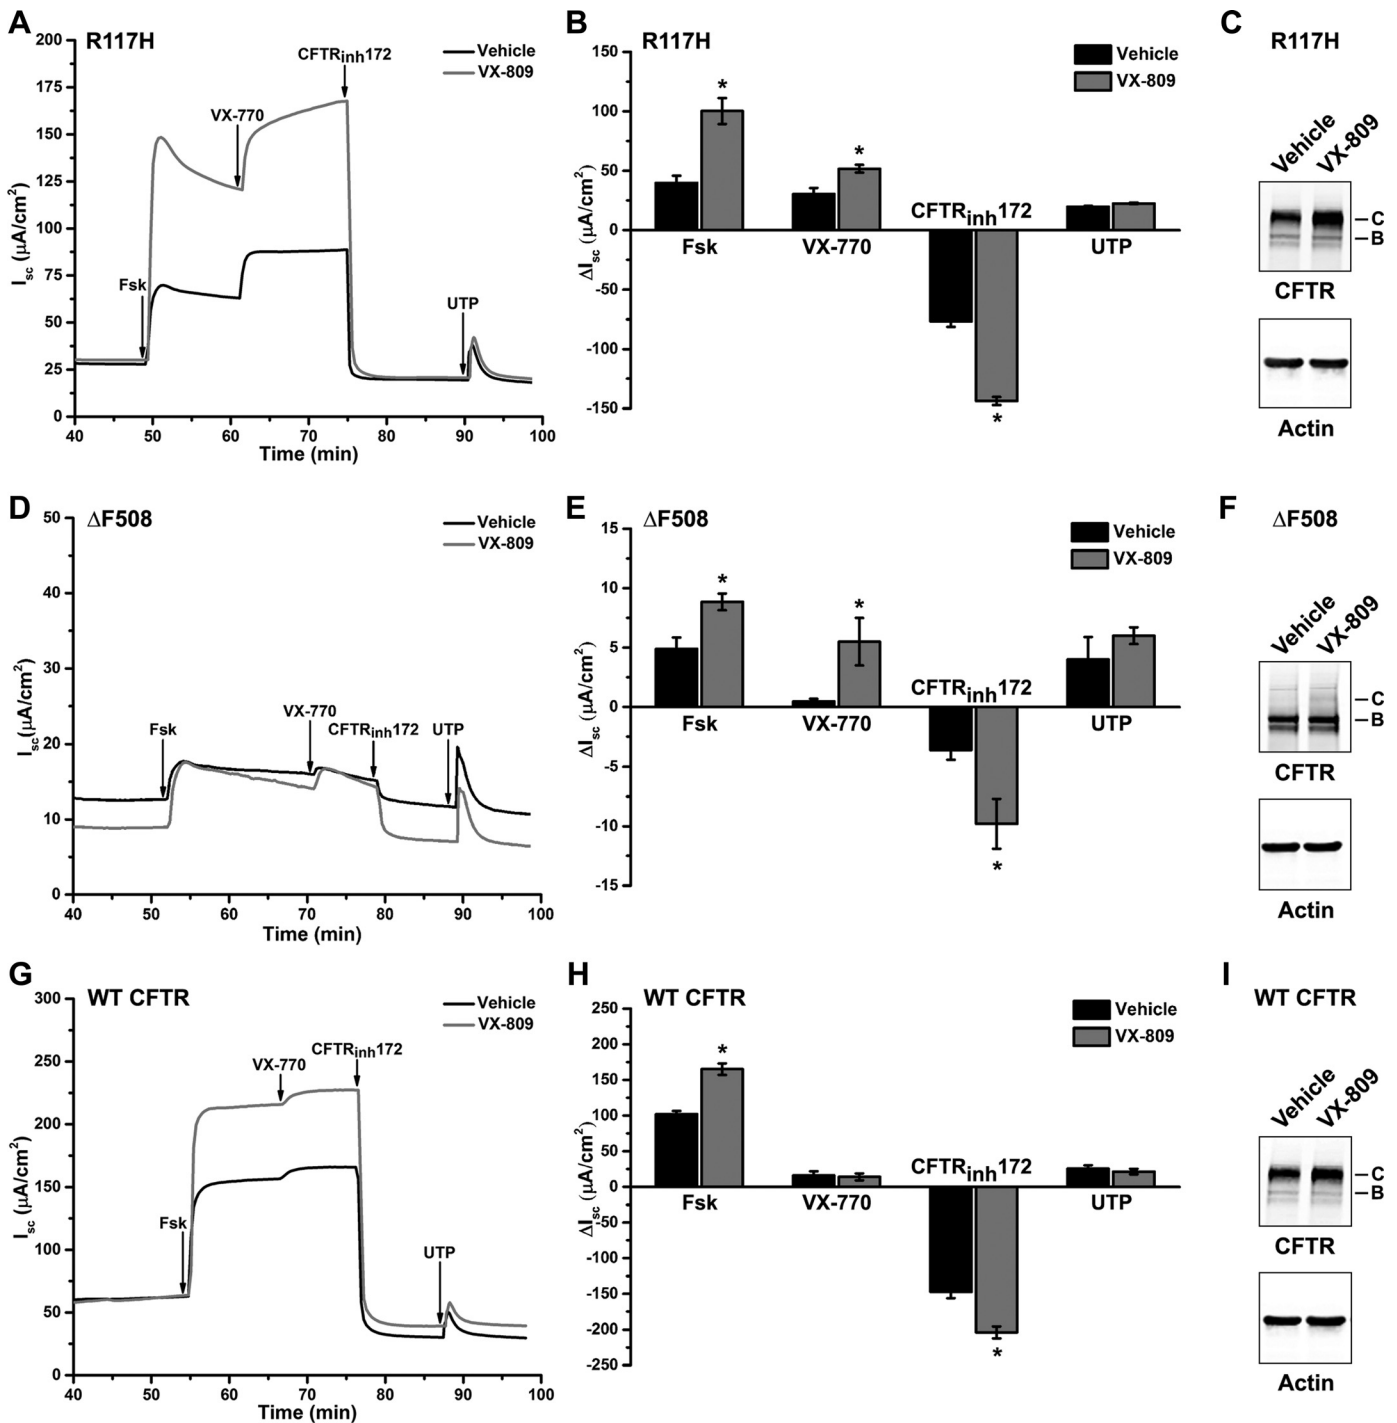 A
R117H
Vehicle
VX-809
CFTRinh172
VX-770
Fsk
UTP
Isc (μA/cm2)
200
175
150
125
100
75
50
25
0
40 50 60 70 80 90 100
Time (min)
B
R117H
Vehicle
VX-809
ΔIsc (μA/cm2)
150
100
50
0
-50
-100
-150
* * *
Fsk VX-770 CFTRinh172 UTP
C
R117H
Vehicle VX-809
C
B
CFTR
Actin
D
ΔF508
Vehicle
VX-809
Fsk
VX-770
CFTRinh172
UTP
Isc(μA/cm2)
50
40
30
20
10
0
40 50 60 70 80 90 100
Time (min)
E
ΔF508
Vehicle
VX-809
ΔIsc (μA/cm2)
15
10
5
0
-5
-10
-15
* * *
Fsk VX-770 CFTRinh172 UTP
F
ΔF508
Vehicle VX-809
C
B
CFTR
Actin
G
WT CFTR
Vehicle
VX-809
Fsk
VX-770
CFTRinh172
UTP
Isc (μA/cm2)
300
250
200
150
100
50
0
40 50 60 70 80 90 100
Time (min)
H
WT CFTR
Vehicle
VX-809
ΔIsc (μA/cm2)
250
200
150
100
50
0
-50
-100
-150
-200
-250
* *
Fsk VX-770 CFTRinh172 UTP
I
WT CFTR
Vehicle VX-809
C
B
CFTR
Actin